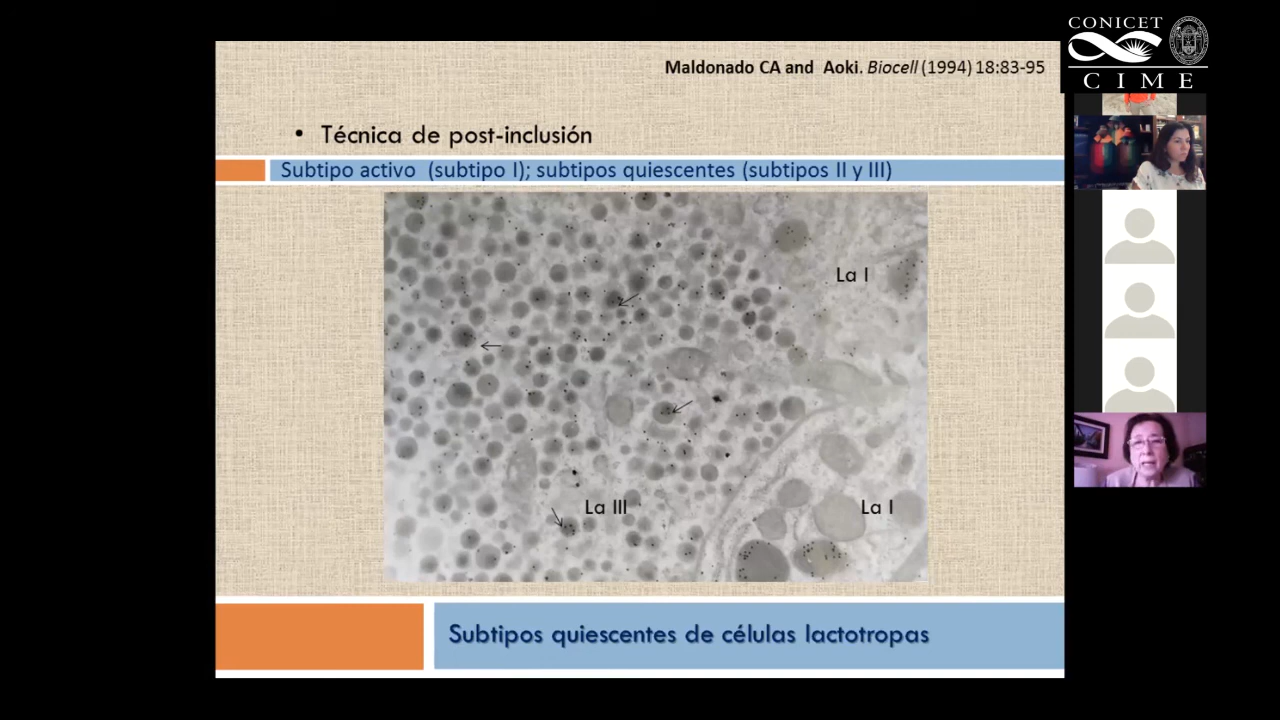 CONICET
CIME
Maldonado CA and Aoki. Biocell (1994) 18:83-95
• Técnica de post-inclusión
Subtipo activo (subtipo I); subtipos quiescentes (subtipos II y III)
La I
La III
La I
Subtipos quiescentes de células lactotropas